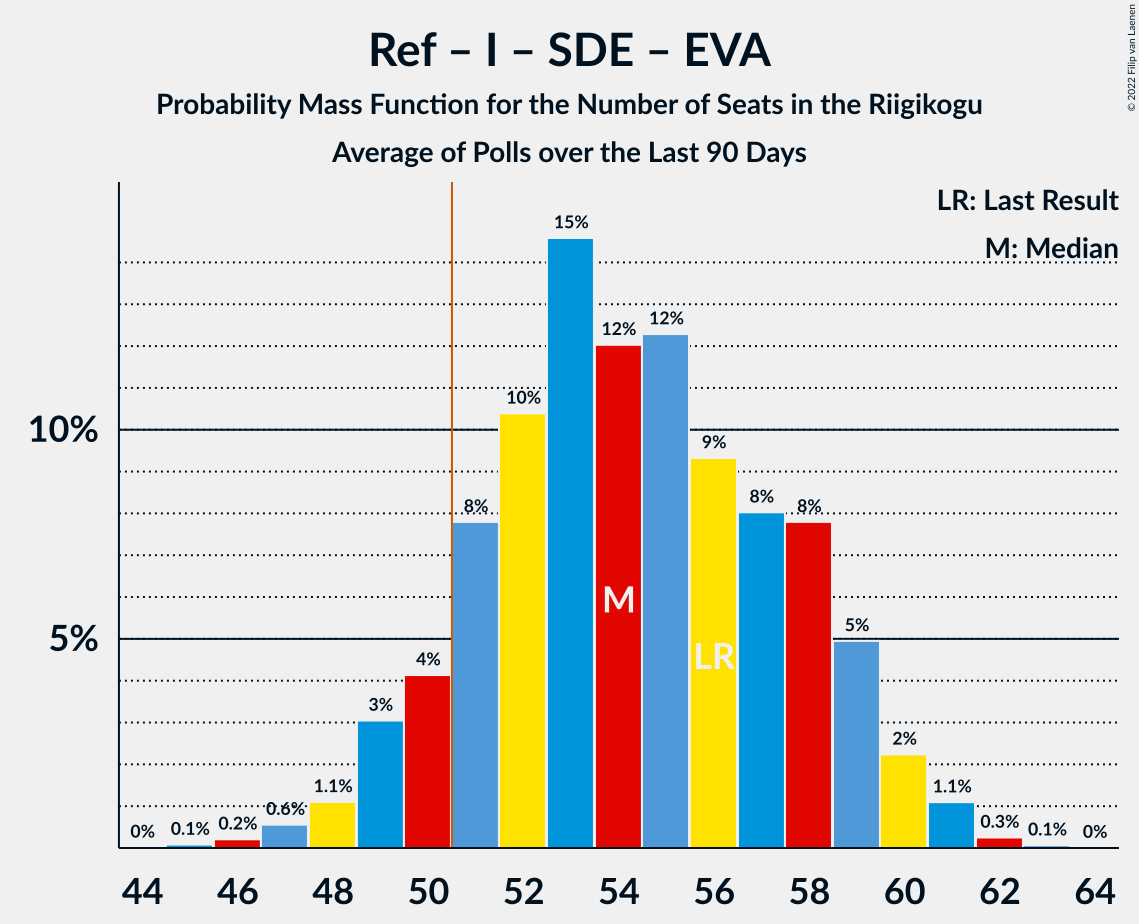 Ref – I – SDE – EVA
Probability Mass Function for the Number of Seats in the Riigikogu
Average of Polls over the Last 90 Days
© 2022 Filip van Laenen
LR: Last Result
M: Median
10%
5%
0%
0.1%
0.2%
0.6%
1.1%
3%
4%
8%
10%
15%
12%
12%
9%
8%
8%
5%
2%
1.1%
0.3%
0.1%
0%
M
LR
44 46 48 50 52 54 56 58 60 62 64